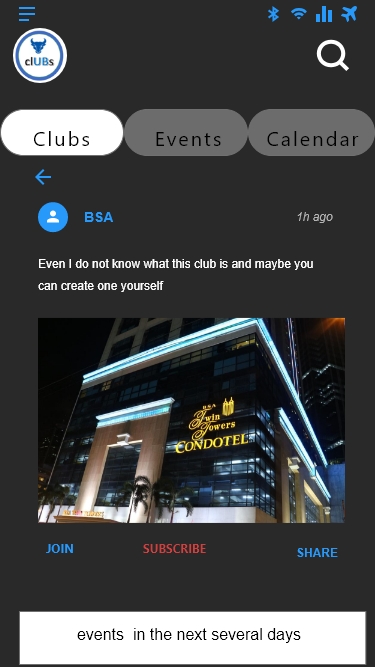 clUBs
Clubs
Events
Calendar
BSA
1h ago
Even I do not know what this club is and maybe you
can create one yourself
BSA
Twin
Towers
CONDOTEL
JOIN
SUBSCRIBE
SHARE
events in the next several days